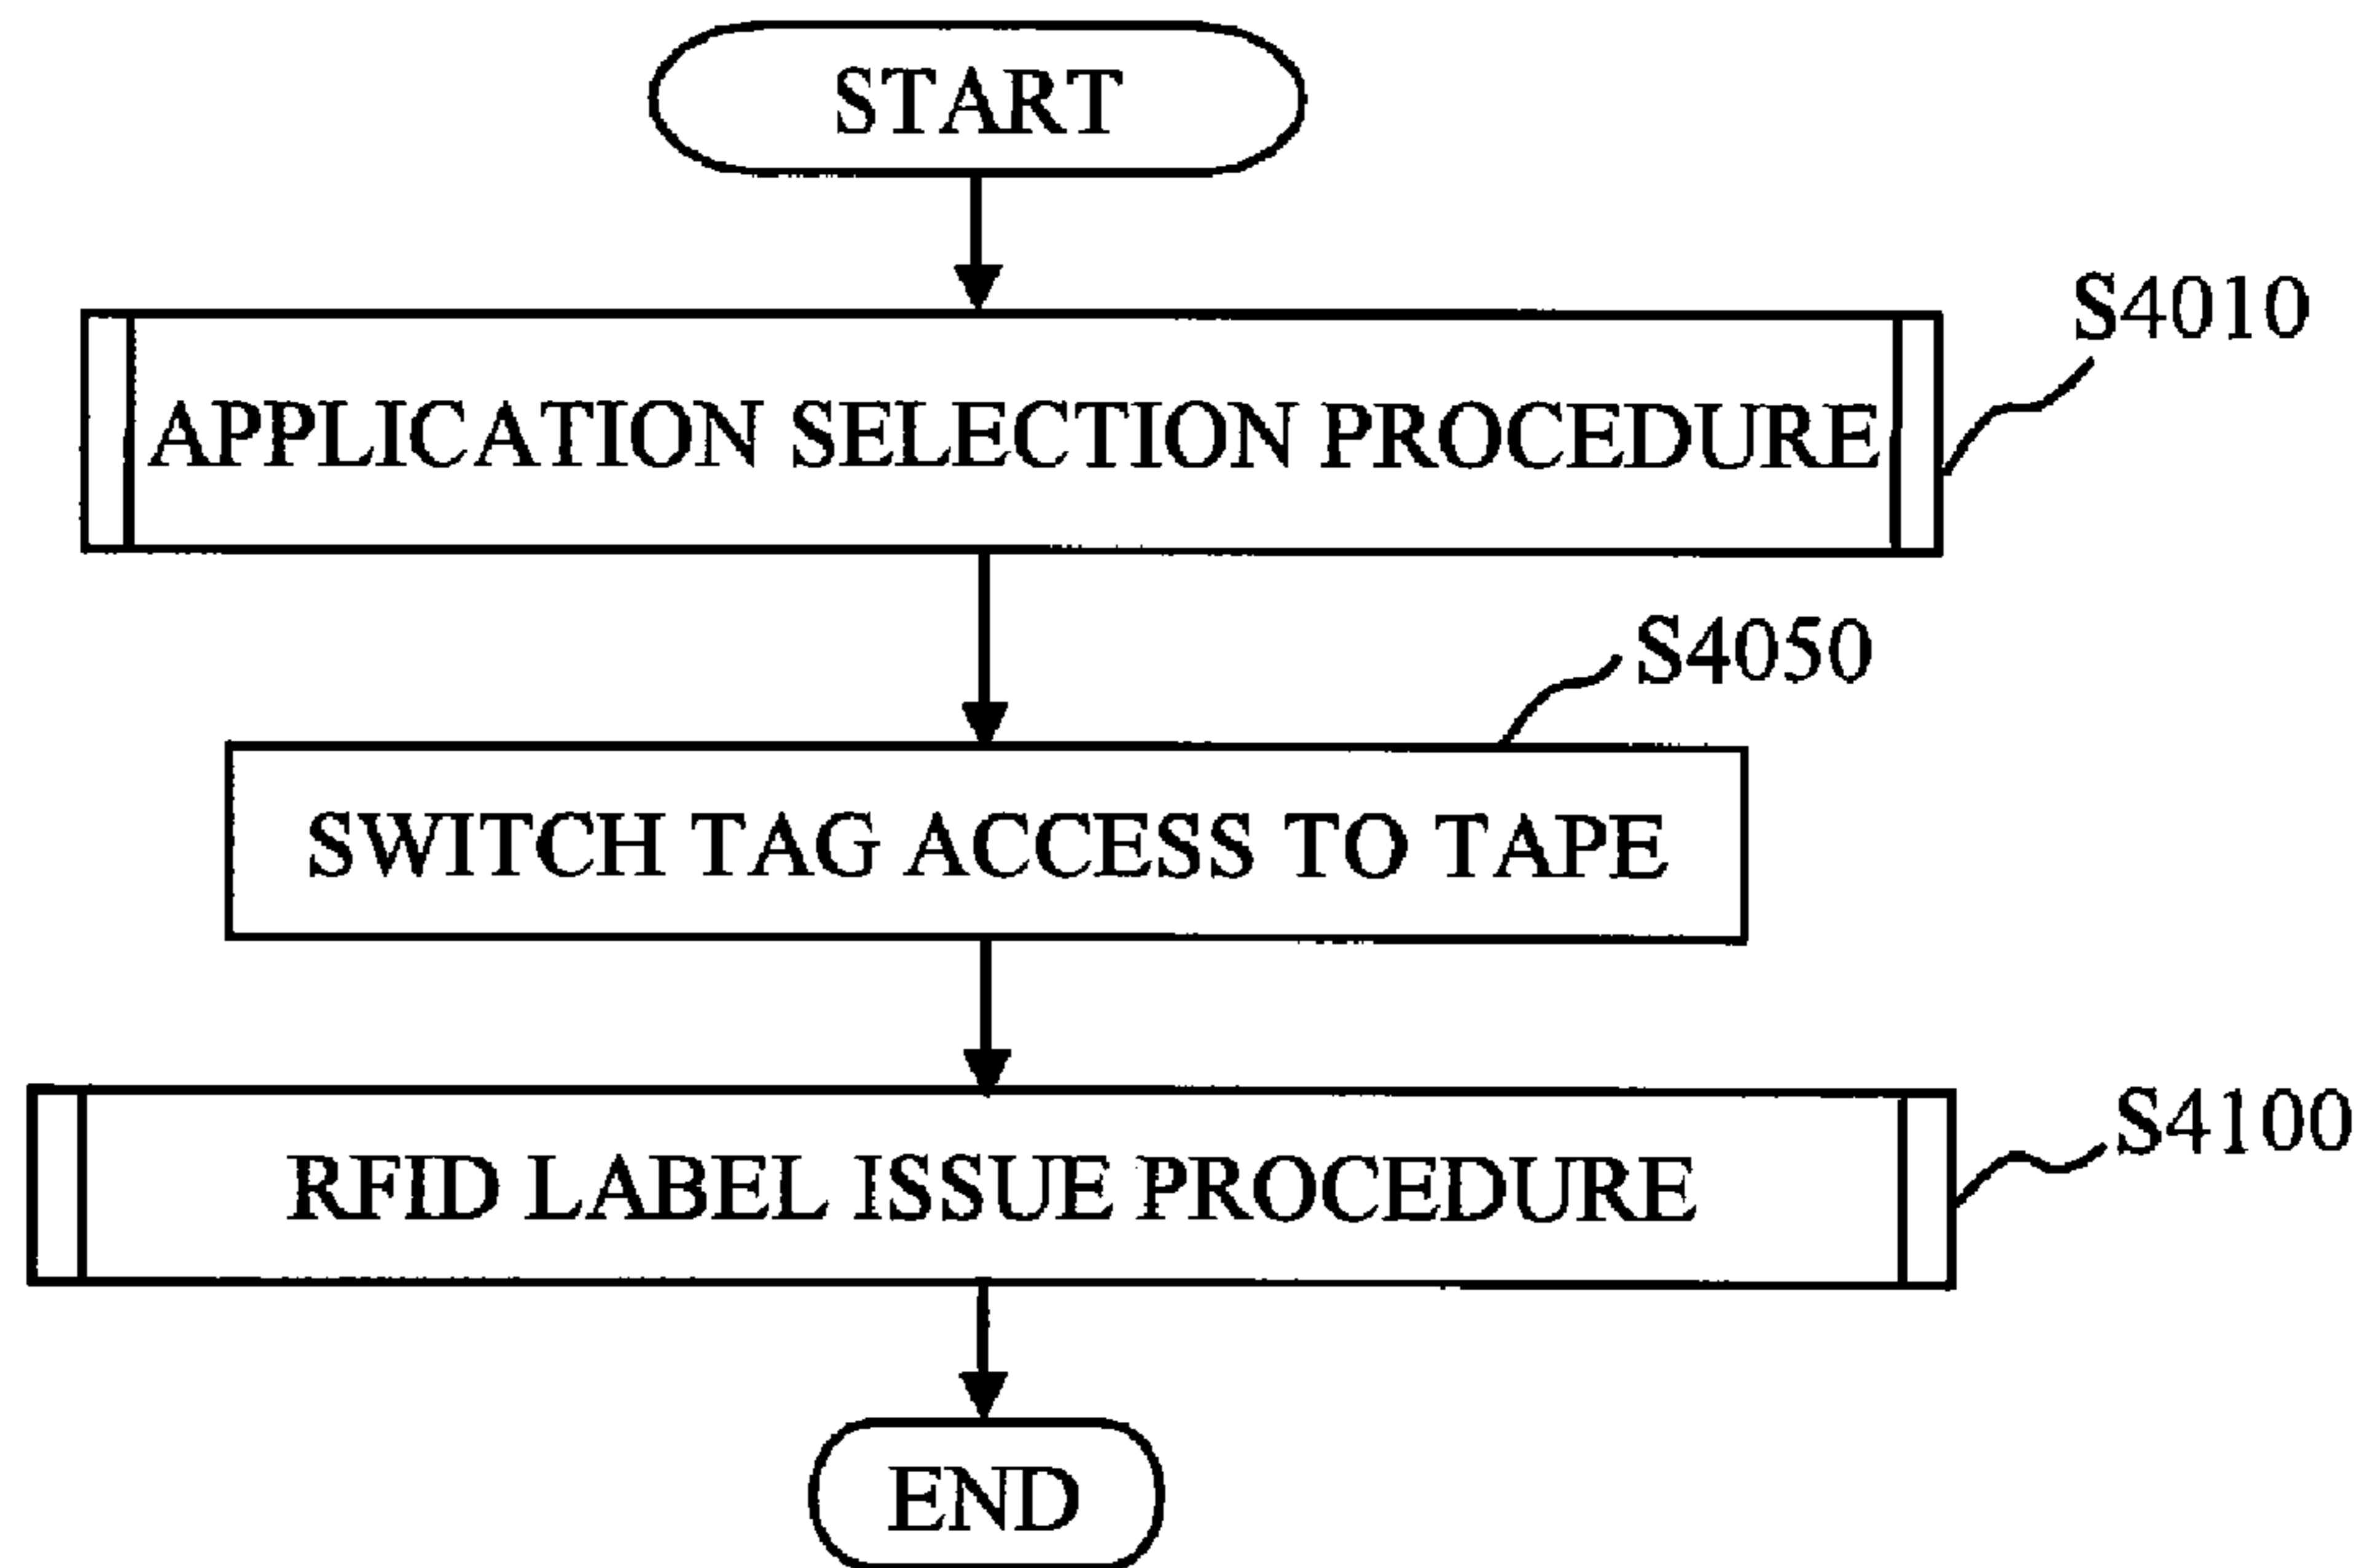 START
S4010
APPLICATION SELECTION PROCEDURE
S4050
SWITCH TAG ACCESS TO TAPE
S4100
RFID LABEL ISSUE PROCEDURE
END